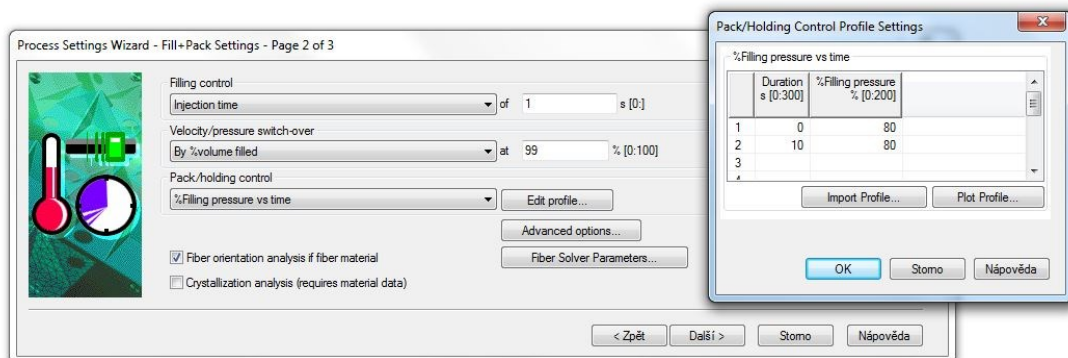 Process Settings Wizard - Fill+Pack Settings - Page 2 of 3
Filling control
Injection time of 1 s [0:]
Velocity/pressure switch-over
By %volume filled at 99 % [0:100]
Pack/holding control
%Filling pressure vs time Edit profile...
Advanced options...
Fiber orientation analysis if fiber material Fiber Solver Parameters...
Crystallization analysis (requires material data)
< Zpět Další > Storno Nápověda
Pack/Holding Control Profile Settings
%Filling pressure vs time
Duration %Filling pressure
s [0:300] % [0:200]
1 0 80
2 10 80
3
Import Profile... Plot Profile...
OK Storno Nápověda